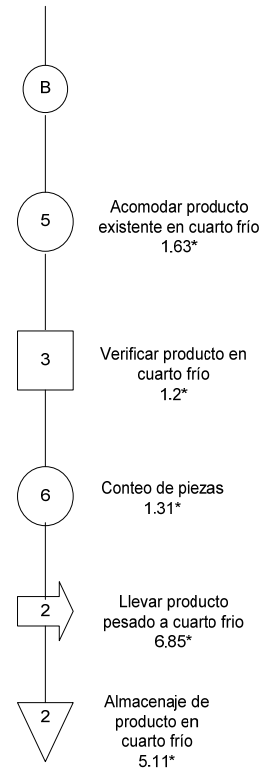 B
5
Acomodar producto
existente en cuarto frío
1.63*
3
Verificar producto en
cuarto frío
1.2*
6
Conteo de piezas
1.31*
2
Llevar producto
pesado a cuarto frio
6.85*
2
Almacenaje de
producto en
cuarto frío
5.11*